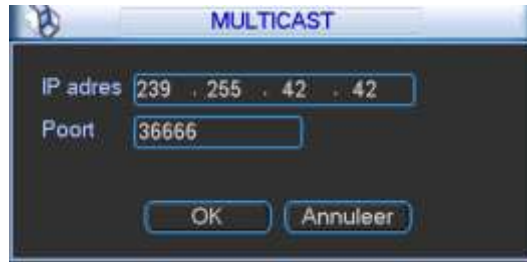 MULTICAST
IP adres 239 . 255 . 42 . 42
Poort 36666
OK Annuleer